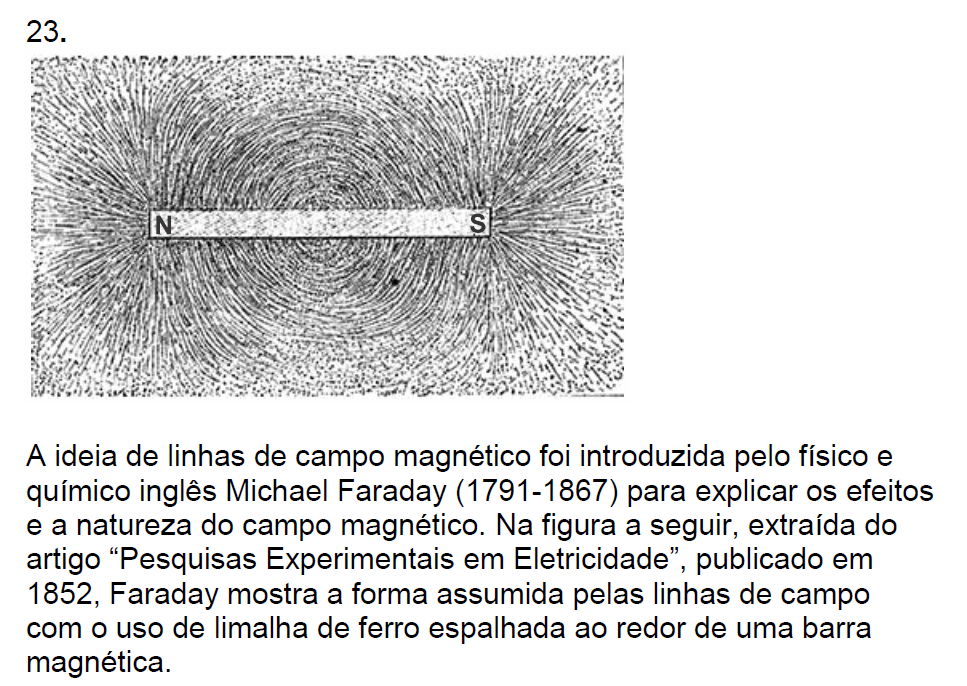 23.
N S
A ideia de linhas de campo magnético foi introduzida pelo físico e
químico inglês Michael Faraday (1791-1867) para explicar os efeitos
e a natureza do campo magnético. Na figura a seguir, extraída do
artigo “Pesquisas Experimentais em Eletricidade”, publicado em
1852, Faraday mostra a forma assumida pelas linhas de campo
com o uso de limalha de ferro espalhada ao redor de uma barra
magnética.